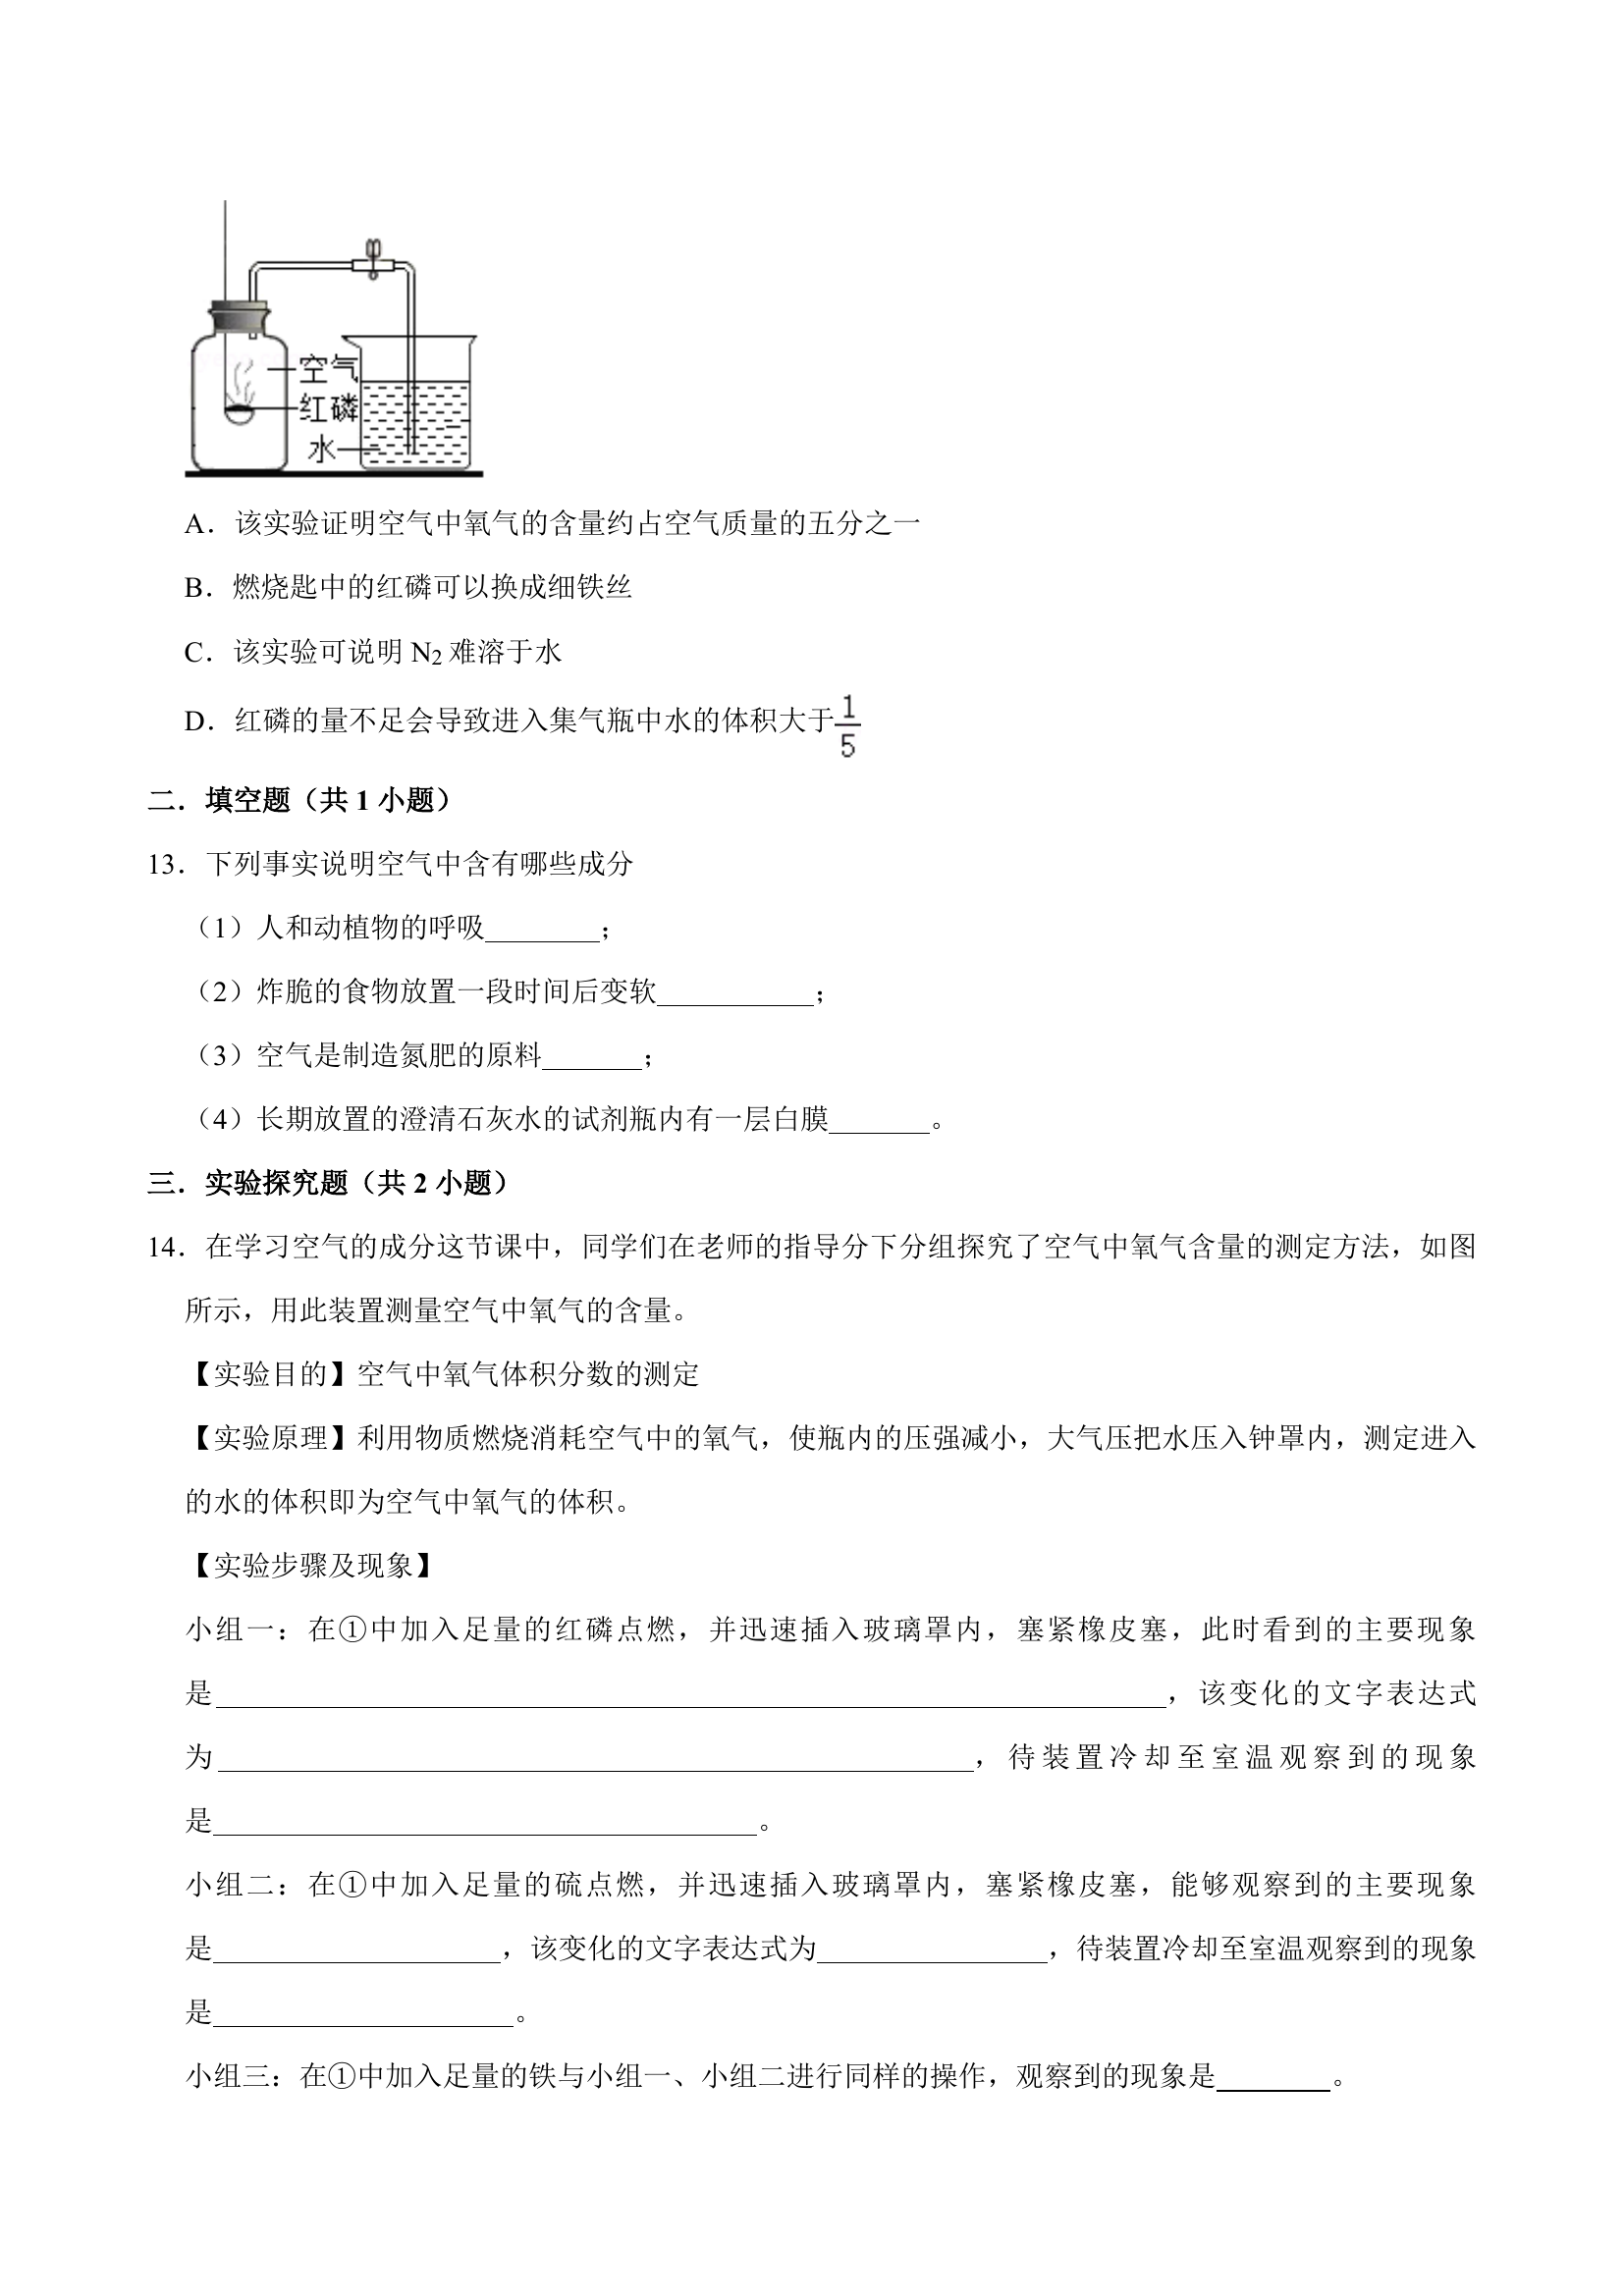 空气
红磷
水
A．该实验证明空气中氧气的含量约占空气质量的五分之一
B．燃烧匙中的红磷可以换成细铁丝
C．该实验可说明 N2 难溶于水
D．红磷的量不足会导致进入集气瓶中水的体积大于1/5
二．填空题（共 1 小题）
13．下列事实说明空气中含有哪些成分
（1）人和动植物的呼吸________；
（2）炸脆的食物放置一段时间后变软___________；
（3）空气是制造氮肥的原料_______；
（4）长期放置的澄清石灰水的试剂瓶内有一层白膜_______。
三．实验探究题（共 2 小题）
14．在学习空气的成分这节课中，同学们在老师的指导分下分组探究了空气中氧气含量的测定方法，如图
所示，用此装置测量空气中氧气的含量。
【实验目的】空气中氧气体积分数的测定
【实验原理】利用物质燃烧消耗空气中的氧气，使瓶内的压强减小，大气压把水压入钟罩内，测定进入
的水的体积即为空气中氧气的体积。
【实验步骤及现象】
小组一：在①中加入足量的红磷点燃，并迅速插入玻璃罩内，塞紧橡皮塞，此时看到的主要现象
是____________________，该变化的文字表达式
为____________________，待装置冷却至室温观察到的现象
是____________________。
小组二：在①中加入足量的硫点燃，并迅速插入玻璃罩内，塞紧橡皮塞，能够观察到的主要现象
是____________________，该变化的文字表达式为________________，待装置冷却至室温观察到的现象
是____________________。
小组三：在①中加入足量的铁与小组一、小组二进行同样的操作，观察到的现象是________。